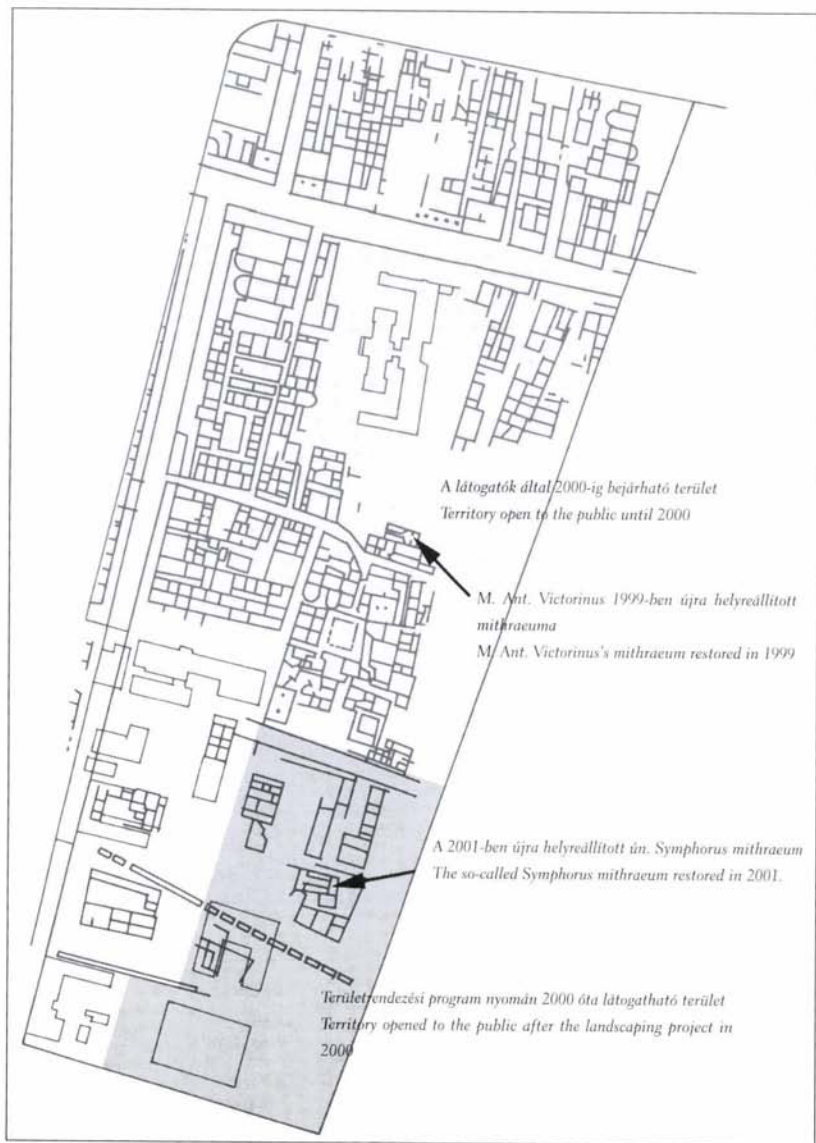 A látogatók által 2000-ig bejárható terület
Territory open to the public until 2000
M. Ant. Victorinus 1999-ben újra helyreállított
mithraeuma
M. Ant. Victorinus's mithraeum restored in 1999
A 2001-ben újra helyreállított ún. Symphorus mithraeum
The so-called Symphorus mithraeum restored in 2001.
Területrendezési program nyomán 2000 óta látogatható terület
Territory opened to the public after the landscaping project in
2000